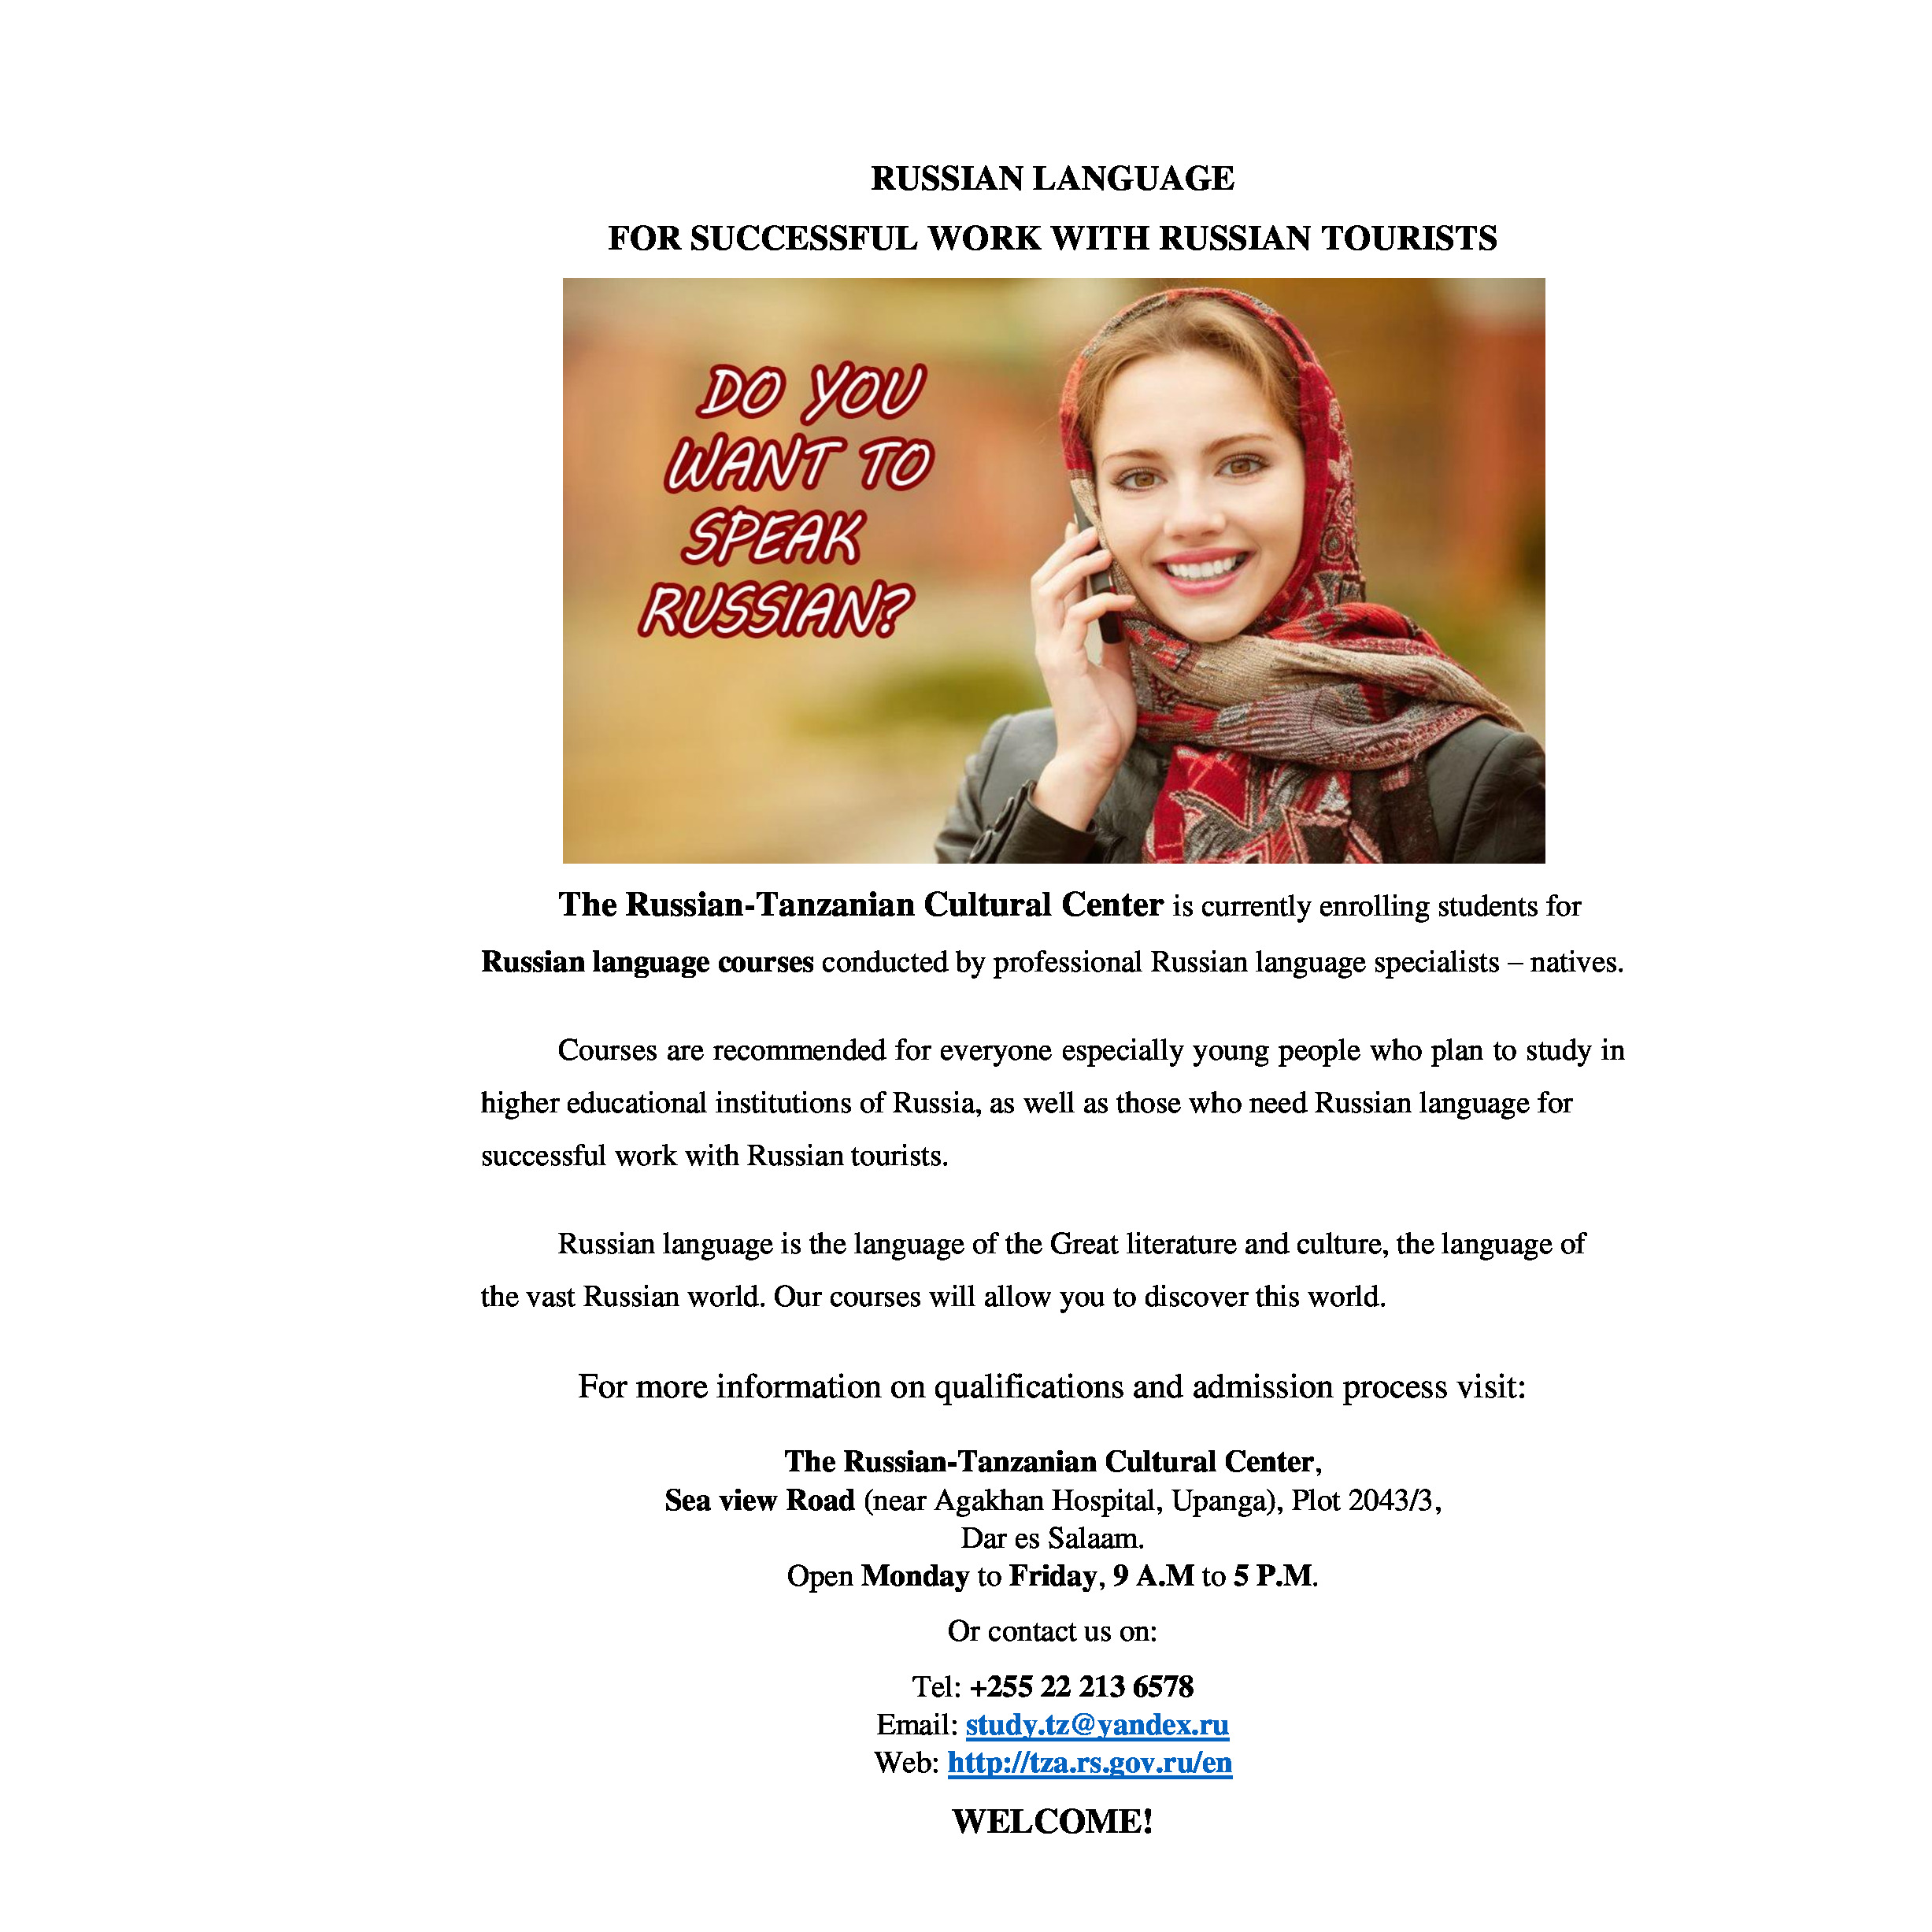 RUSSIAN LANGUAGE
FOR SUCCESSFUL WORK WITH RUSSIAN TOURISTS
DO YOU
WANT TO
SPEAK
RUSSIAN?
The Russian-Tanzanian Cultural Center is currently enrolling students for
Russian language courses conducted by professional Russian language specialists – natives.
Courses are recommended for everyone especially young people who plan to study in
higher educational institutions of Russia, as well as those who need Russian language for
successful work with Russian tourists.
Russian language is the language of the Great literature and culture, the language of
the vast Russian world. Our courses will allow you to discover this world.
For more information on qualifications and admission process visit:
The Russian-Tanzanian Cultural Center,
Sea view Road (near Agakhan Hospital, Upanga), Plot 2043/3,
Dar es Salaam.
Open Monday to Friday, 9 A.M to 5 P.M.
Or contact us on:
Tel: +255 22 213 6578
Email: study.tz@yandex.ru
Web: http://tza.rs.gov.ru/en
WELCOME!